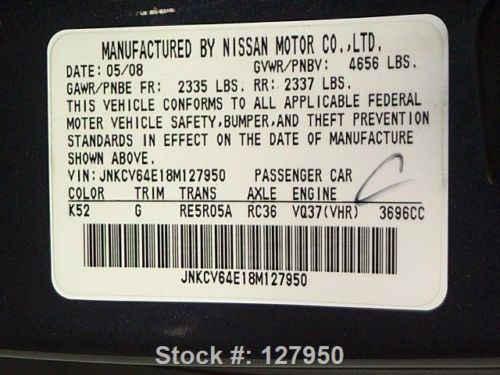 MANUFACTURED BY NISSAN MOTOR CO.,LTD.
DATE: 05/08 GVWR/PNBV: 4656 LBS.
GAWR/PNBE FR: 2335 LBS. RR: 2337 LBS.
THIS VEHICLE CONFORMS TO ALL APPLICABLE FEDERAL
MOTOR VEHICLE SAFETY, BUMPER, AND THEFT PREVENTION
STANDARDS IN EFFECT ON THE DATE OF MANUFACTURE
SHOWN ABOVE.
VIN: JNKCV64E18M127950 PASSENGER CAR
COLOR TRIM TRANS AXLE ENGINE
K52 G RE5R05A RC36 VQ37(VHR) 3696CC
JNKCV64E18M127950
Stock #: 127950